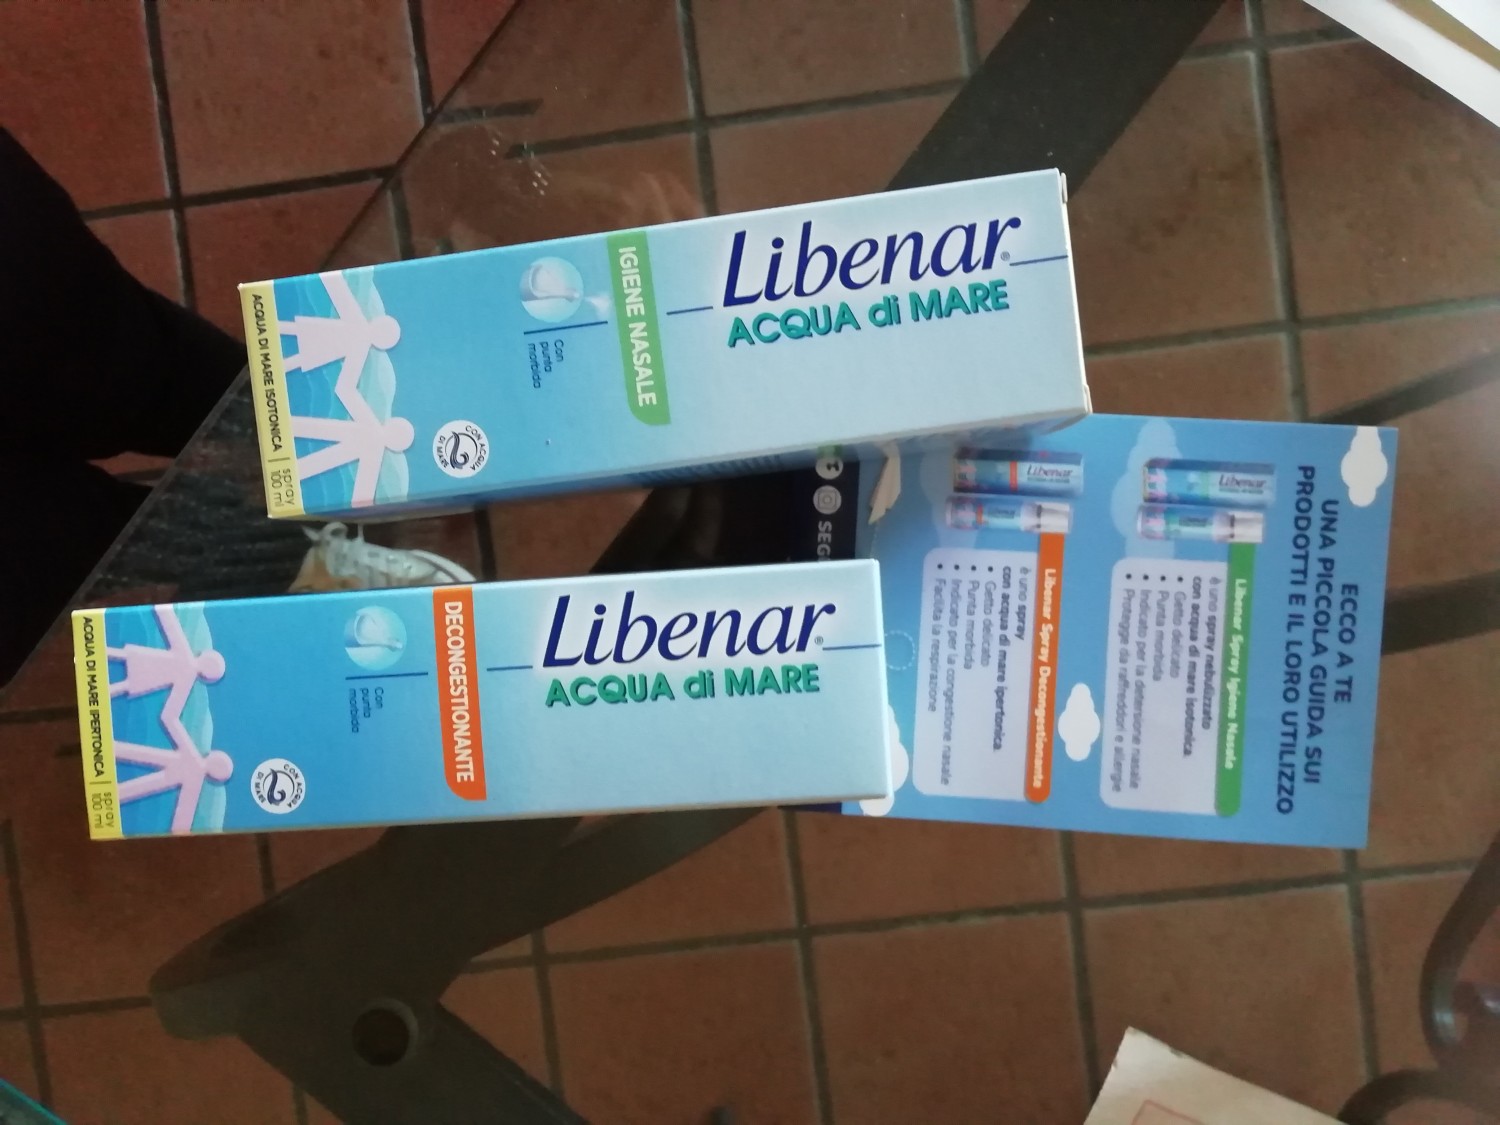 Libenar®
ACQUA di MARE
IGIENE NASALE
Con
punta
morbida
CON ACQUA
DI MARE
ACQUA DI MARE ISOTONICA
spray
100 ml
Libenar®
ACQUA di MARE
DECONGESTIONANTE
Con
punta
morbida
CON ACQUA
DI MARE
ACQUA DI MARE IPERTONICA
spray
100 ml
ECCO A TE
UNA PICCOLA GUIDA SUI
PRODOTTI E IL LORO UTILIZZO
Libenar
Libenar Spray Igiene Nasale
è uno spray nebulizzato
con acqua di mare isotonica.
• Getto delicato
• Punta morbida
• Indicato per la detersione nasale
• Protegge da raffreddori e allergie
Libenar
Libenar Spray Decongestionante
è uno spray
con acqua di mare ipertonica.
• Getto delicato
• Punta morbida
• Indicato per la congestione nasale
• Facilita la respirazione